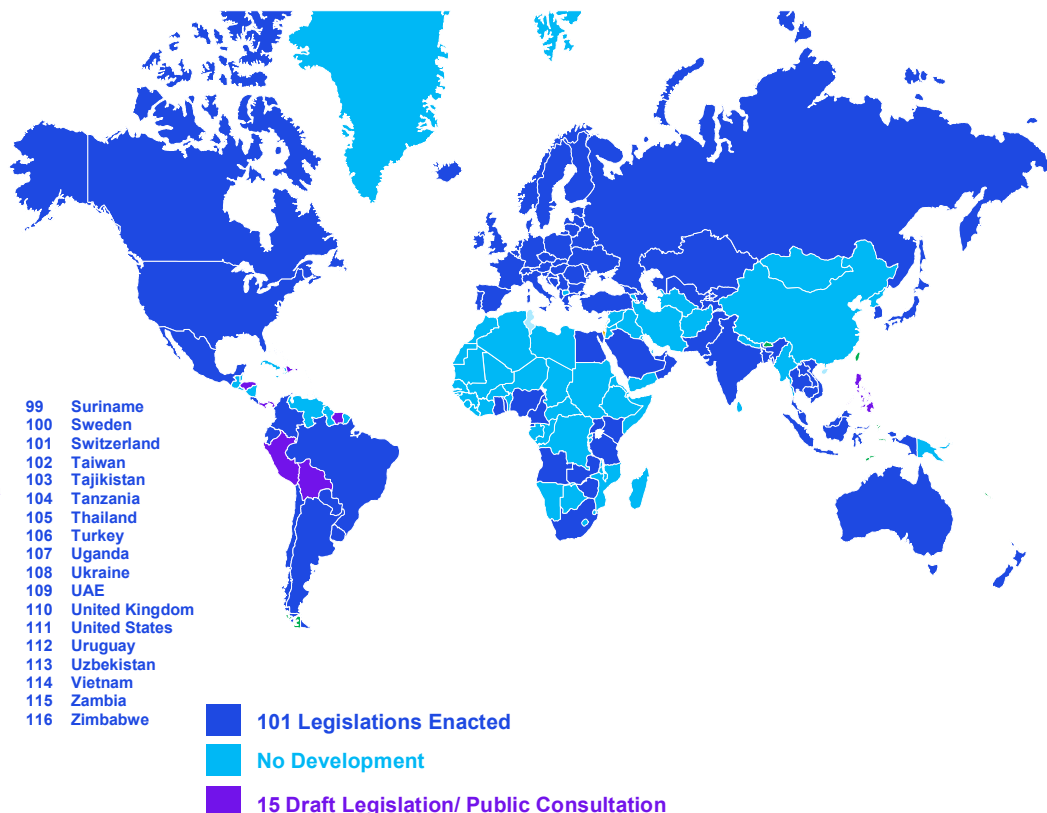 99 Suriname
100 Sweden
101 Switzerland
102 Taiwan
103 Tajikistan
104 Tanzania
105 Thailand
106 Turkey
107 Uganda
108 Ukraine
109 UAE
110 United Kingdom
111 United States
112 Uruguay
113 Uzbekistan
114 Vietnam
115 Zambia
116 Zimbabwe
101 Legislations Enacted
No Development
15 Draft Legislation/ Public Consultation